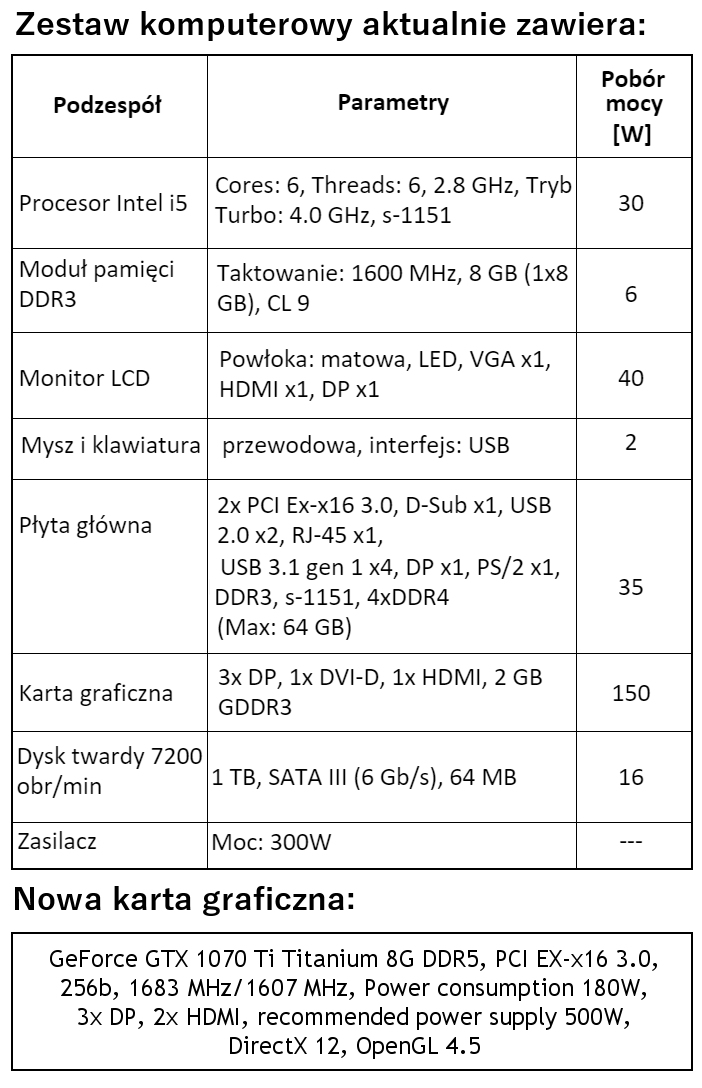 Zestaw komputerowy aktualnie zawiera:
Podzespół
Parametry
Pobór
mocy
[W]
Procesor Intel i5
Cores: 6, Threads: 6, 2.8 GHz, Tryb
Turbo: 4.0 GHz, s-1151
30
Moduł pamięci
DDR3
Taktowanie: 1600 MHz, 8 GB (1x8
GB), CL 9
6
Monitor LCD
Powłoka: matowa, LED, VGA x1,
HDMI x1, DP x1
40
Mysz i klawiatura
przewodowa, interfejs: USB
2
Płyta główna
2x PCI Ex-x16 3.0, D-Sub x1, USB
2.0 x2, RJ-45 x1,
USB 3.1 gen 1 x4, DP x1, PS/2 x1,
DDR3, s-1151, 4xDDR4
(Max: 64 GB)
35
Karta graficzna
3x DP, 1x DVI-D, 1x HDMI, 2 GB
GDDR3
150
Dysk twardy 7200
obr/min
1 TB, SATA III (6 Gb/s), 64 MB
16
Zasilacz
Moc: 300W
---
Nowa karta graficzna:
GeForce GTX 1070 Ti Titanium 8G DDR5, PCI EX-x16 3.0,
256b, 1683 MHz/1607 MHz, Power consumption 180W,
3x DP, 2x HDMI, recommended power supply 500W,
DirectX 12, OpenGL 4.5